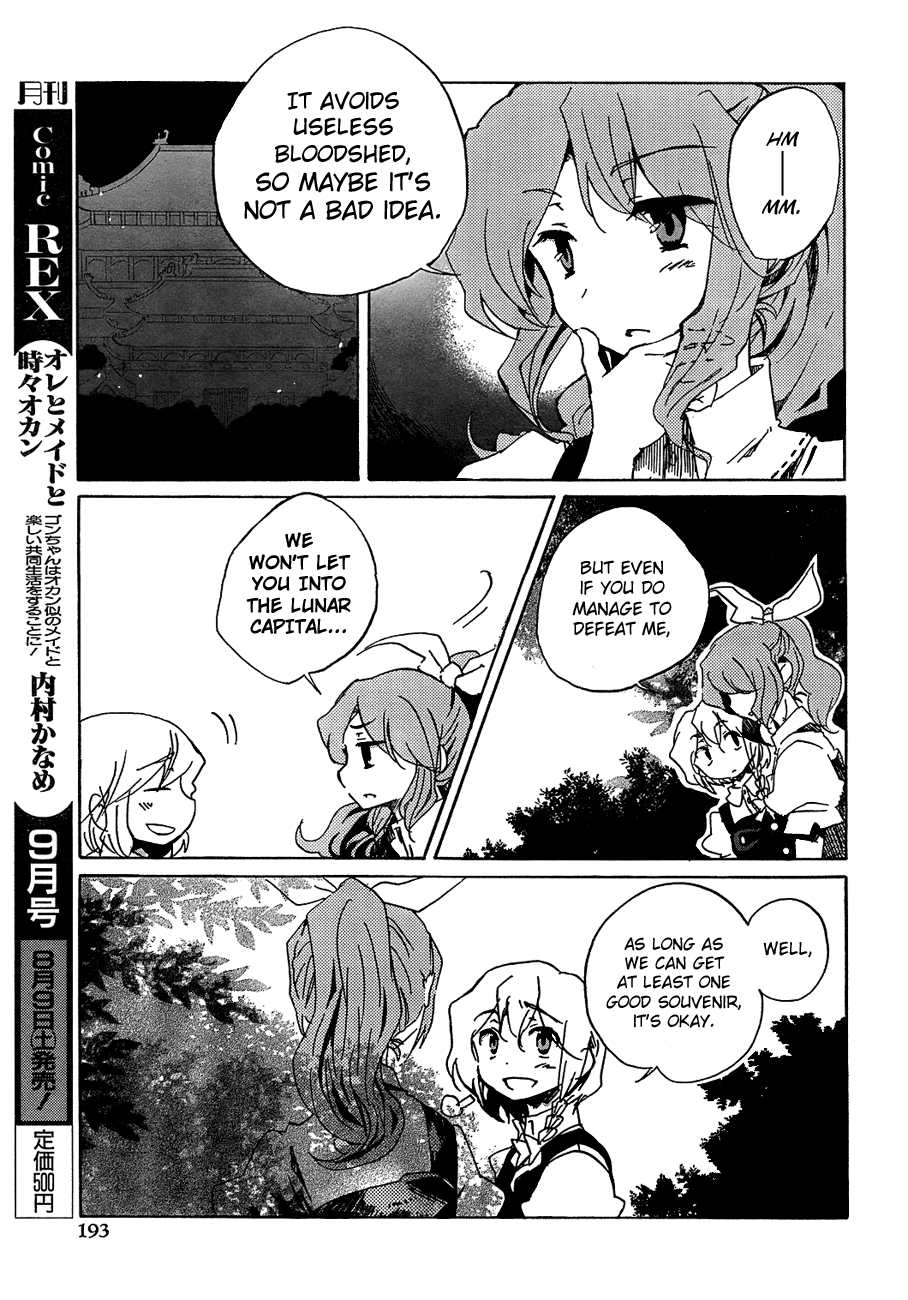 HM
—
MM.
IT AVOIDS
USELESS
BLOODSHED,
SO MAYBE IT'S
NOT A BAD IDEA.
BUT EVEN
IF YOU DO
MANAGE TO
DEFEAT ME,
WE
WON'T LET
YOU INTO
THE LUNAR
CAPITAL...
WELL,
AS LONG AS
WE CAN GET
AT LEAST ONE
GOOD SOUVENIR,
IT'S OKAY.
月刊
Comic REX
オレとメイドと
時々オカン
ゴンちゃんはオカン似のメイドと
楽しい共同生活をすることに!
内村かなめ
9月号
8月9日土発売!
定価500円
193